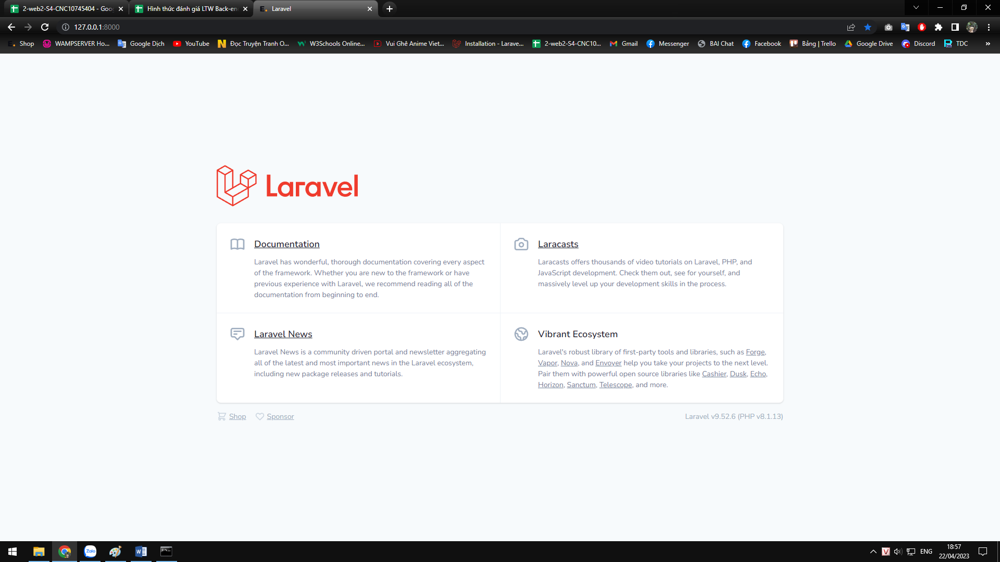 2-web2-S4-CNC10745404 - Goo
Hình thức đánh giá LTW Back-en
Laravel
127.0.0.1:8000
Shop
WAMPSERVER Ho...
Google Dịch
YouTube
Đọc Truyện Tranh O...
W3Schools Online...
Vui Ghê Anime Viet...
Installation - Larave...
2-web2-S4-CNC10...
Gmail
Messenger
BAI Chat
Facebook
Bảng | Trello
Google Drive
Discord
TDC
»
Laravel
Documentation
Laravel has wonderful, thorough documentation covering every aspect
of the framework. Whether you are new to the framework or have
previous experience with Laravel, we recommend reading all of the
documentation from beginning to end.
Laracasts
Laracasts offers thousands of video tutorials on Laravel, PHP, and
JavaScript development. Check them out, see for yourself, and
massively level up your development skills in the process.
Laravel News
Laravel News is a community driven portal and newsletter aggregating
all of the latest and most important news in the Laravel ecosystem,
including new package releases and tutorials.
Vibrant Ecosystem
Laravel's robust library of first-party tools and libraries, such as Forge,
Vapor, Nova, and Envoyer help you take your projects to the next level.
Pair them with powerful open source libraries like Cashier, Dusk, Echo,
Horizon, Sanctum, Telescope, and more.
Shop
Sponsor
Laravel v9.52.6 (PHP v8.1.13)
Zalo
ENG
18:57
22/04/2023